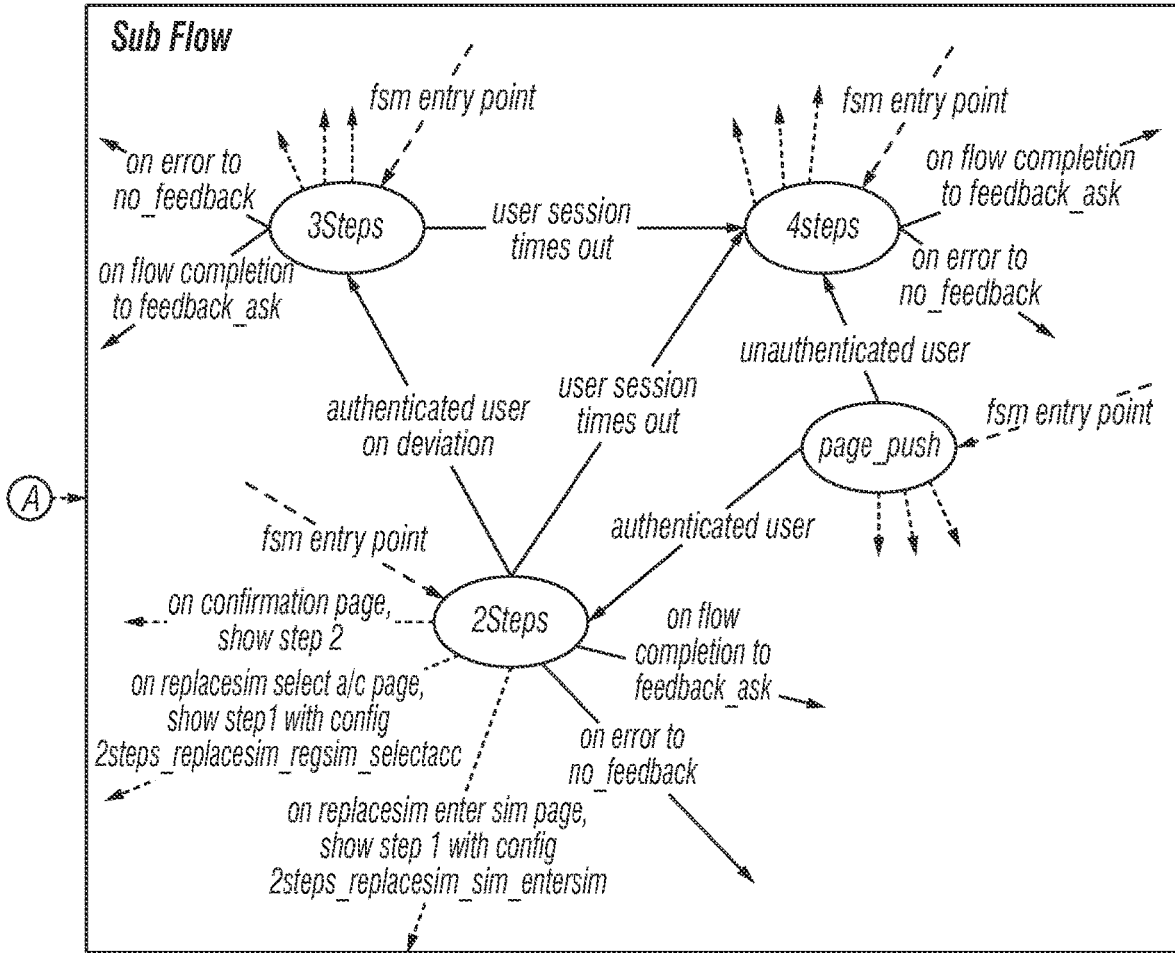 Sub Flow
fsm entry point
fsm entry point
on error to
no_feedback
3Steps
on flow completion
to feedback_ask
user session
times out
4steps
on flow completion
to feedback_ask
on error to
no_feedback
unauthenticated user
authenticated user
on deviation
user session
times out
page_push
fsm entry point
A
authenticated user
fsm entry point
2Steps
on confirmation page,
show step 2
on flow
completion to
feedback_ask
on replacesim select a/c page,
show step1 with config
2steps_replacesim_regsim_selectacc
on error to
no_feedback
on replacesim enter sim page,
show step 1 with config
2steps_replacesim_sim_entersim